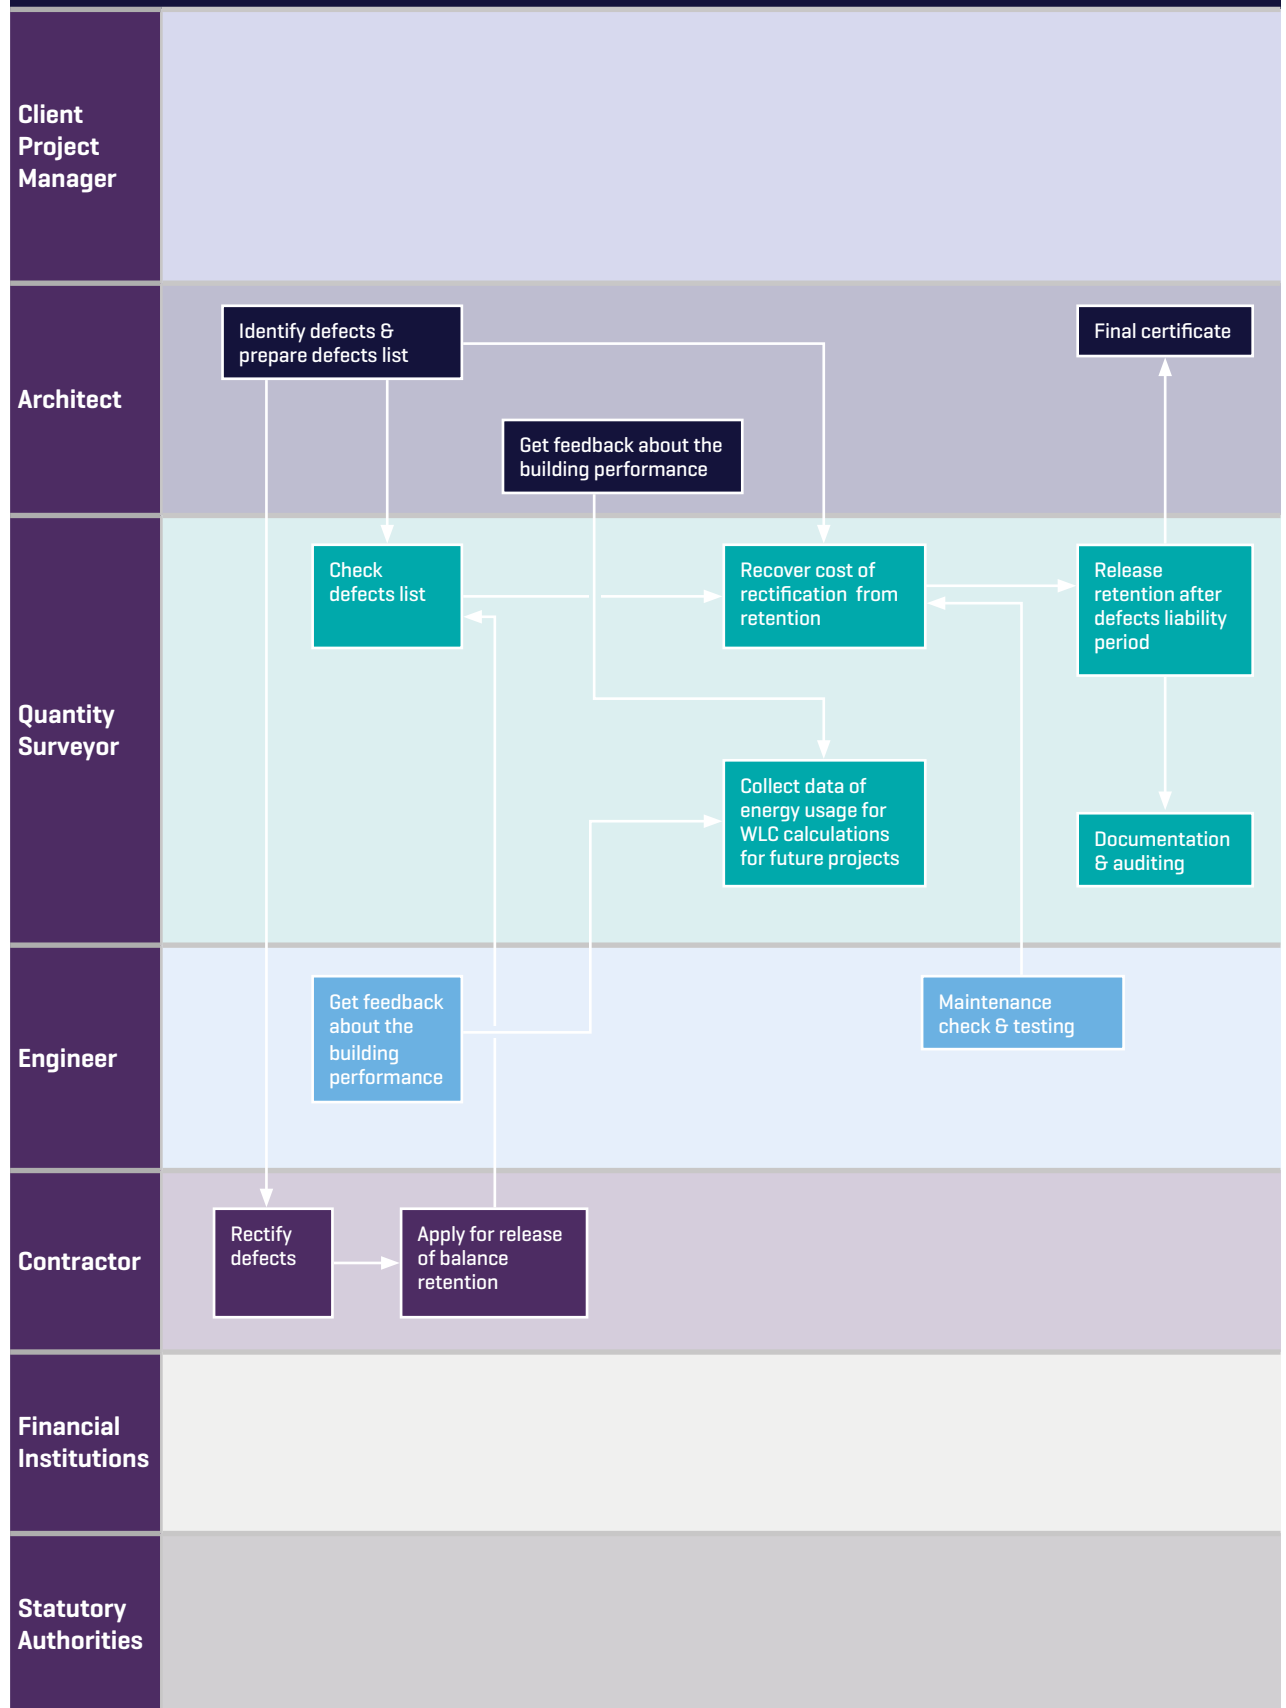 Client
Project
Manager
Architect
Identify defects &
prepare defects list
Final certificate
Get feedback about the
building performance
Quantity
Surveyor
Check
defects list
Recover cost of
rectification from
retention
Release
retention after
defects liability
period
Collect data of
energy usage for
WLC calculations
for future projects
Documentation
& auditing
Engineer
Get feedback
about the
building
performance
Maintenance
check & testing
Contractor
Rectify
defects
Apply for release
of balance
retention
Financial
Institutions
Statutory
Authorities